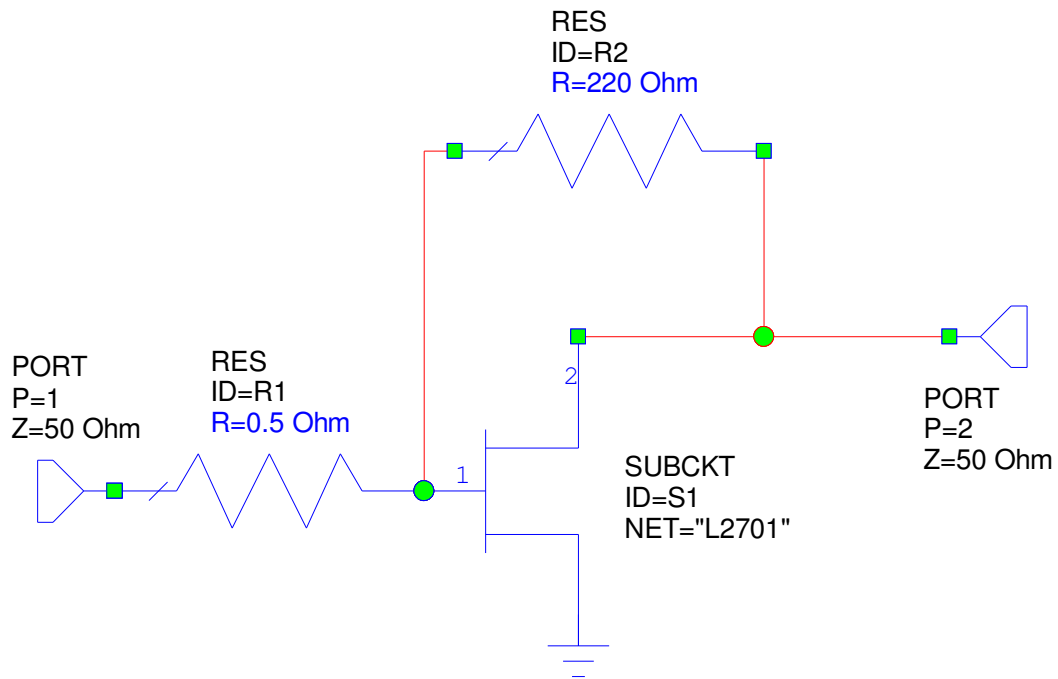 RES
ID=R2
R=220 Ohm
PORT
P=1
Z=50 Ohm
RES
ID=R1
R=0.5 Ohm
1
2
SUBCKT
ID=S1
NET="L2701"
PORT
P=2
Z=50 Ohm